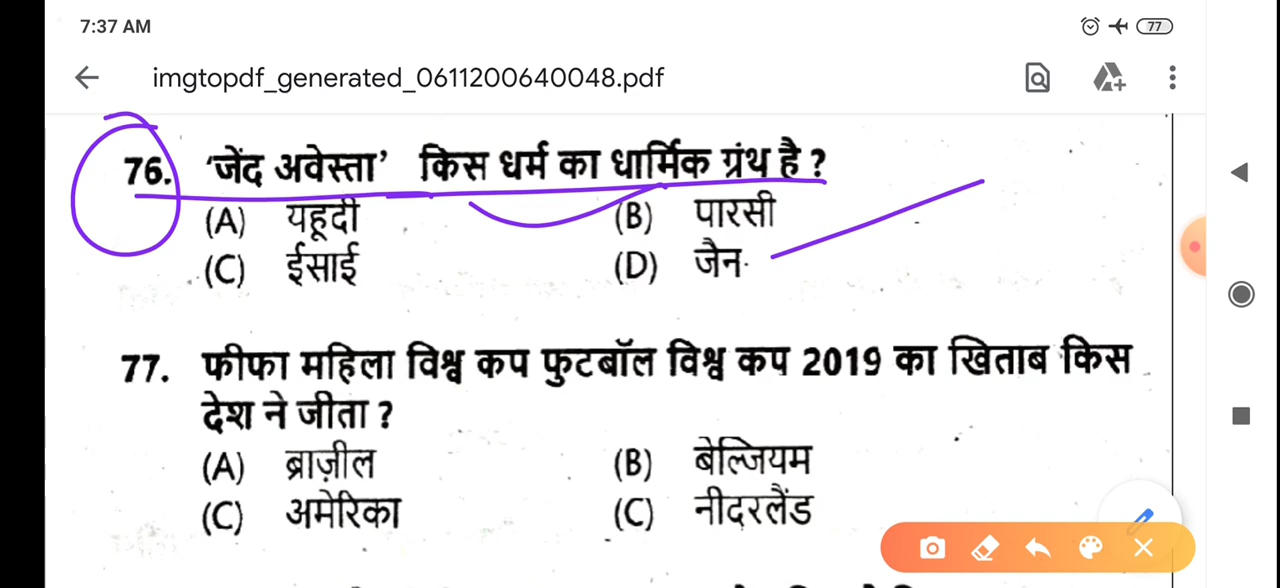 7:37 AM
77
imgtopdf_generated_0611200640048.pdf
76. 'जेंद अवेस्ता' किस धर्म का धार्मिक ग्रंथ है ?
(A) यहूदी (B) पारसी
(C) ईसाई (D) जैन
77. फीफा महिला विश्व कप फुटबॉल विश्व कप 2019 का खिताब किस
देश ने जीता ?
(A) ब्राज़ील (B) बेल्जियम
(C) अमेरिका (C) नीदरलैंड